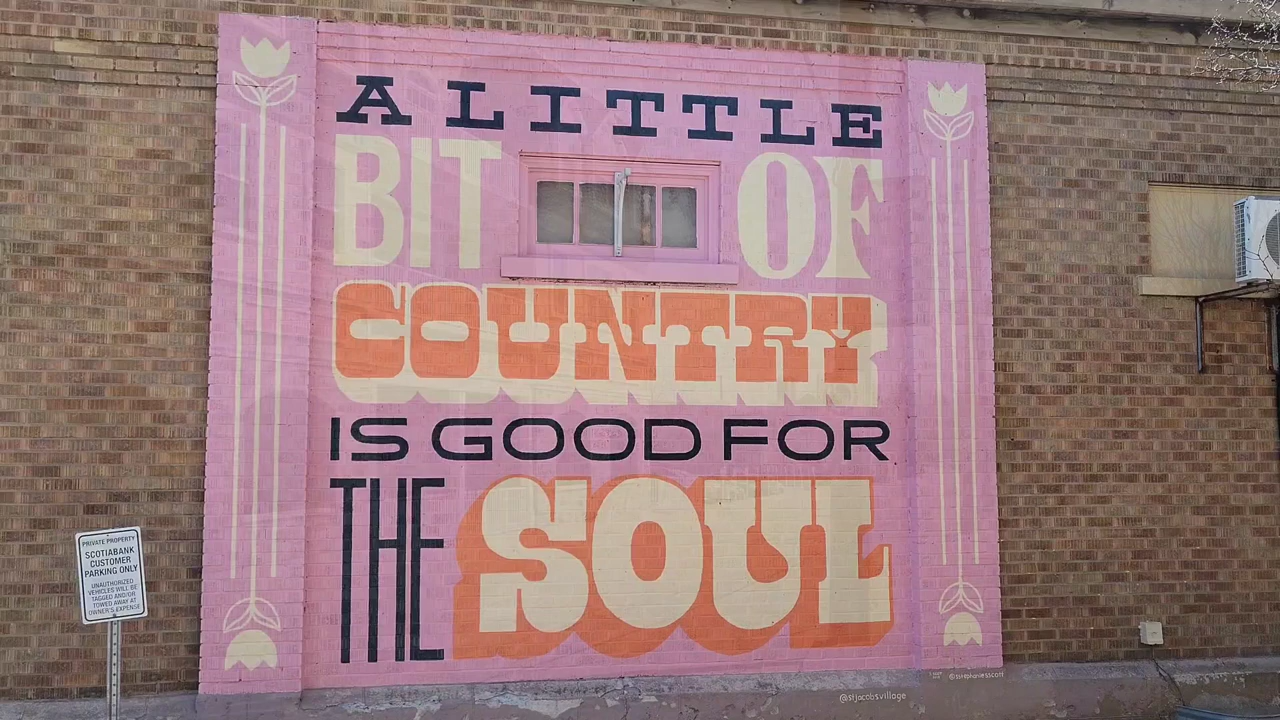 A LITTLE
BIT OF
COUNTRY
IS GOOD FOR
THE SOUL
PRIVATE PROPERTY
SCOTIABANK
CUSTOMER
PARKING ONLY
UNAUTHORIZED
VEHICLES WILL BE
TAGGED AND/OR
TOWED AWAY AT
OWNER'S EXPENSE
@stephaniesscott
@stjacobsvillage